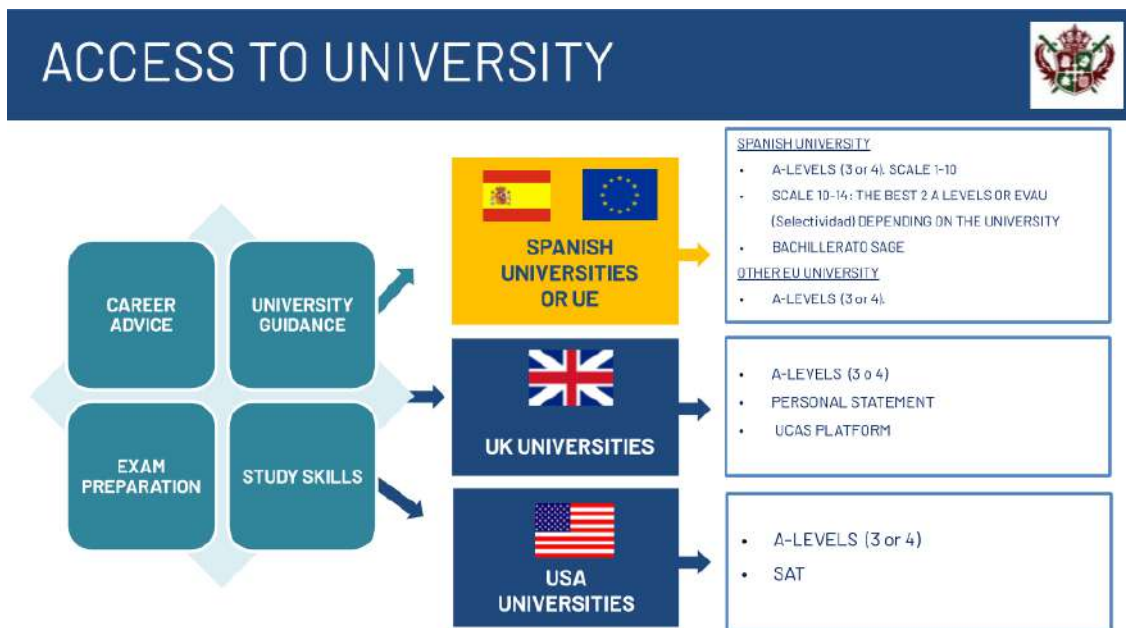 ACCESS TO UNIVERSITY
CAREER
ADVICE
UNIVERSITY
GUIDANCE
EXAM
PREPARATION
STUDY SKILLS
SPANISH
UNIVERSITIES
OR UE
SPANISH UNIVERSITY
• A-LEVELS (3 or 4). SCALE 1-10
• SCALE 10-14: THE BEST 2 A LEVELS OR EVAU
(Selectividad) DEPENDING ON THE UNIVERSITY
• BACHILLERATO SAGE
OTHER EU UNIVERSITY
• A-LEVELS (3 or 4).
UK UNIVERSITIES
• A-LEVELS (3 o 4)
• PERSONAL STATEMENT
• UCAS PLATFORM
USA
UNIVERSITIES
• A-LEVELS (3 or 4)
• SAT